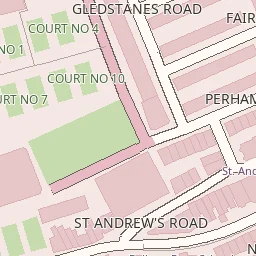 GLEDSTANES ROAD
FAIR
COURT NO 4
NO 1
COURT NO 10
COURT NO 7
PERHAM
St. And
ST ANDREW'S ROAD
N